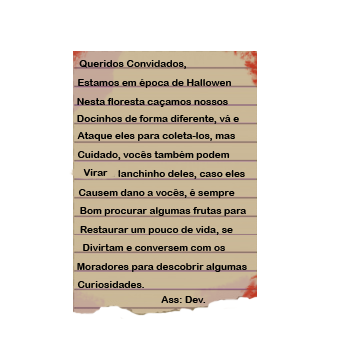 Queridos Convidados,
Estamos em época de Hallowen
Nesta floresta caçamos nossos
Docinhos de forma diferente, vá e
Ataque eles para coleta-los, mas
Cuidado, vocês também podem
Virar lanchinho deles, caso eles
Causem dano a vocês, é sempre
Bom procurar algumas frutas para
Restaurar um pouco de vida, se
Divirtam e conversem com os
Moradores para descobrir algumas
Curiosidades.
Ass: Dev.